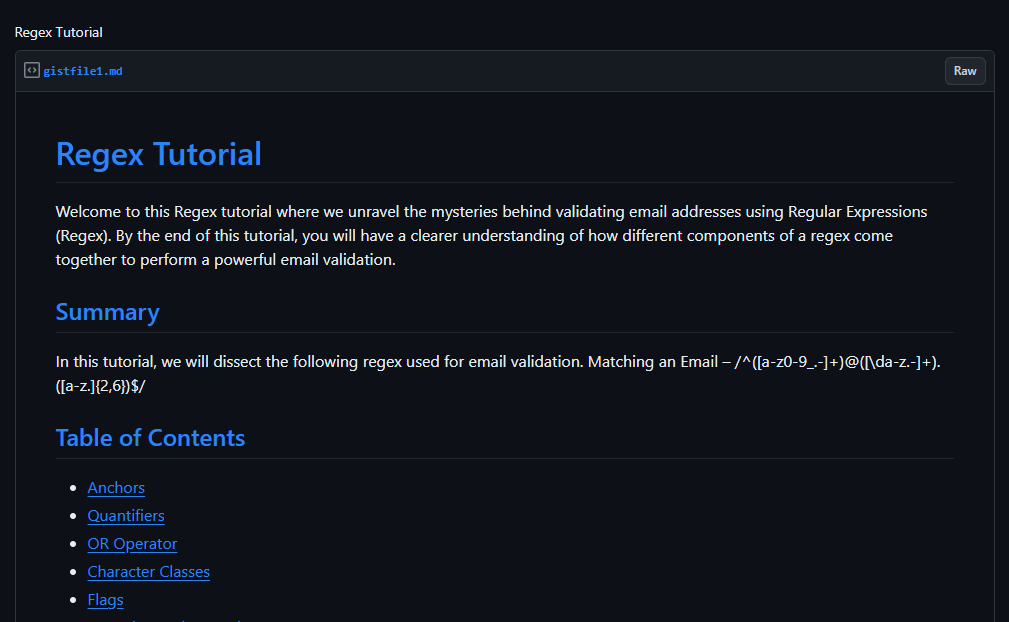 Regex Tutorial
gistfile1.md
Raw
Regex Tutorial
Welcome to this Regex tutorial where we unravel the mysteries behind validating email addresses using Regular Expressions
(Regex). By the end of this tutorial, you will have a clearer understanding of how different components of a regex come
together to perform a powerful email validation.
Summary
In this tutorial, we will dissect the following regex used for email validation. Matching an Email – /^([a-z0-9_.-]+)@([\da-z.-]+).
([a-z.]{2,6})$/
Table of Contents
Anchors
Quantifiers
OR Operator
Character Classes
Flags